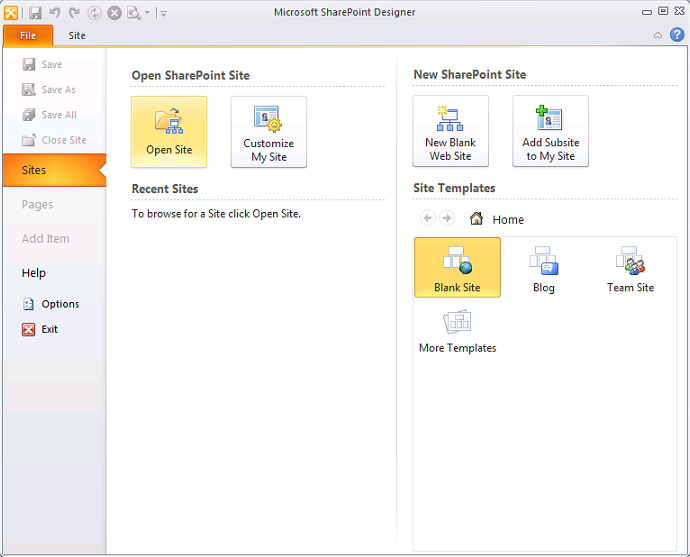 Microsoft SharePoint Designer
File
Site
Save
Save As
Save All
Close Site
Sites
Pages
Add Item
Help
Options
Exit
Open SharePoint Site
Open Site
Customize
My Site
Recent Sites
To browse for a Site click Open Site.
New SharePoint Site
New Blank
Web Site
Add Subsite
to My Site
Site Templates
Home
Blank Site
Blog
Team Site
More Templates